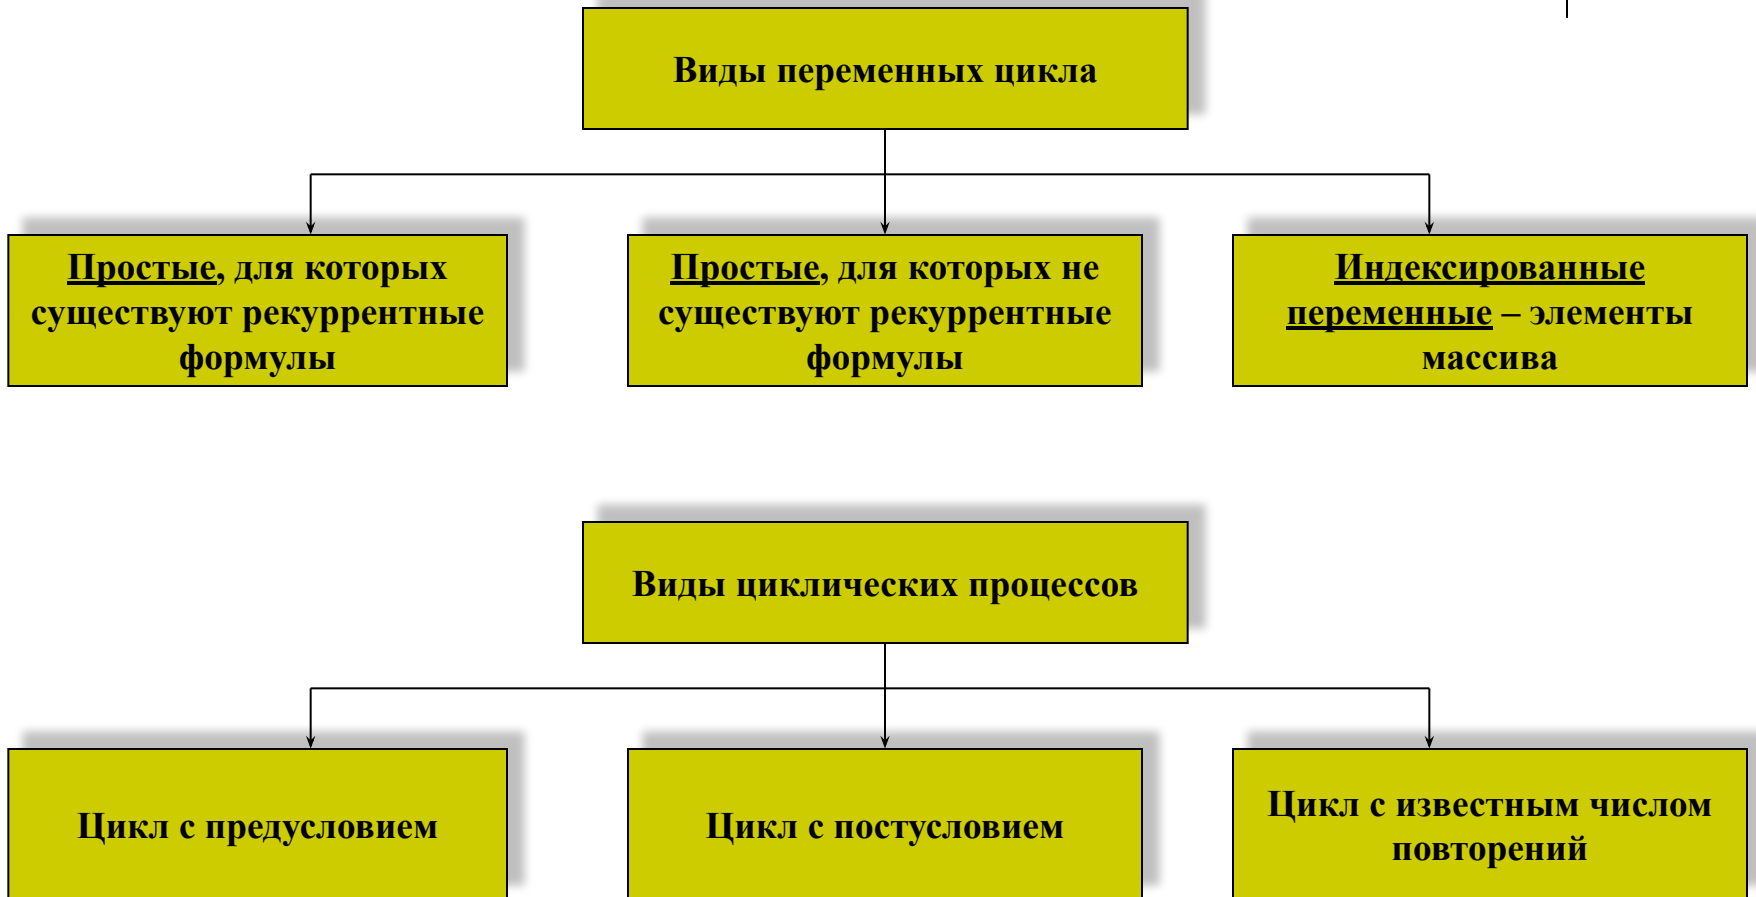 Виды переменных цикла
Простые, для которых
существуют рекуррентные
формулы
Простые, для которых не
существуют рекуррентные
формулы
Индексированные
переменные – элементы
массива
Виды циклических процессов
Цикл с предусловием
Цикл с постусловием
Цикл с известным числом
повторений